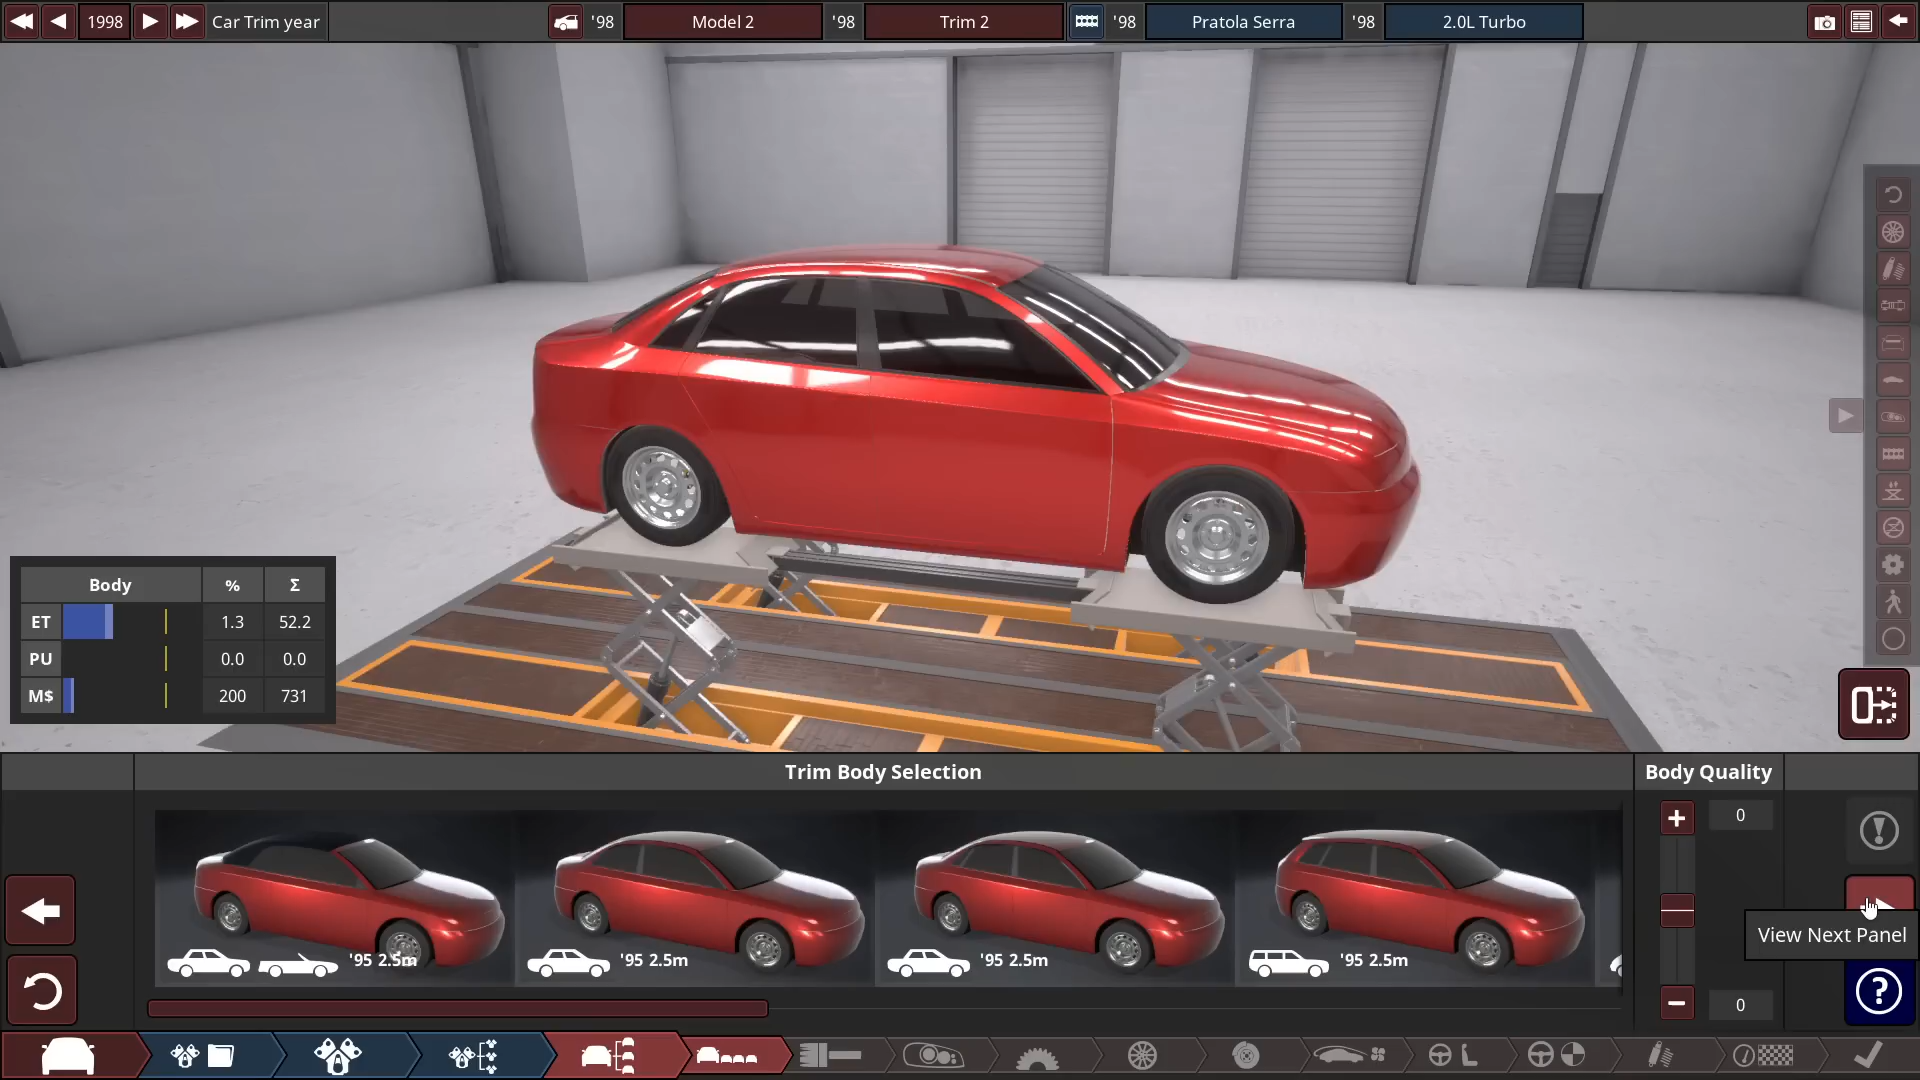 1998 Car Trim year '98 Model 2 '98 Trim 2 '98 Pratola Serra '98 2.0L Turbo
Body % Σ
ET 1.3 52.2
PU 0.0 0.0
M$ 200 731
Trim Body Selection
Body Quality
0
'95 2.5m
'95 2.5m
'95 2.5m
'95 2.5m
View Next Panel
0